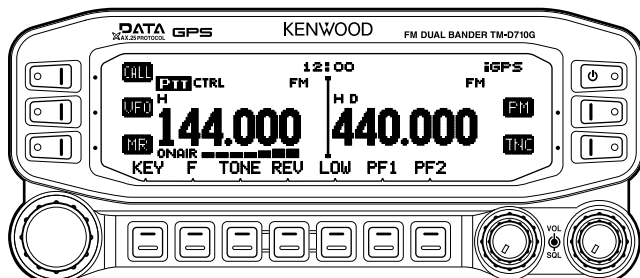 DATA GPS KENWOOD FM DUAL BANDER TM-D710G
AX.25 PROTOCOL
CALL 12:00 iGPS
PTT CTRL FM FM
H H D
VFO 144.000 440.000 PM
MR ONAIR TNC
KEY F TONE REV LOW PF1 PF2
VOL
SQL